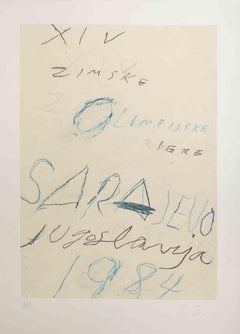 XIV
ZIMSKE
OLIMPIJSKE
IGRE
SARAJEVO
Jugoslavija
1984